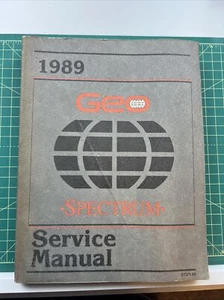 1989
Geo
SPECTRUM
Service
Manual